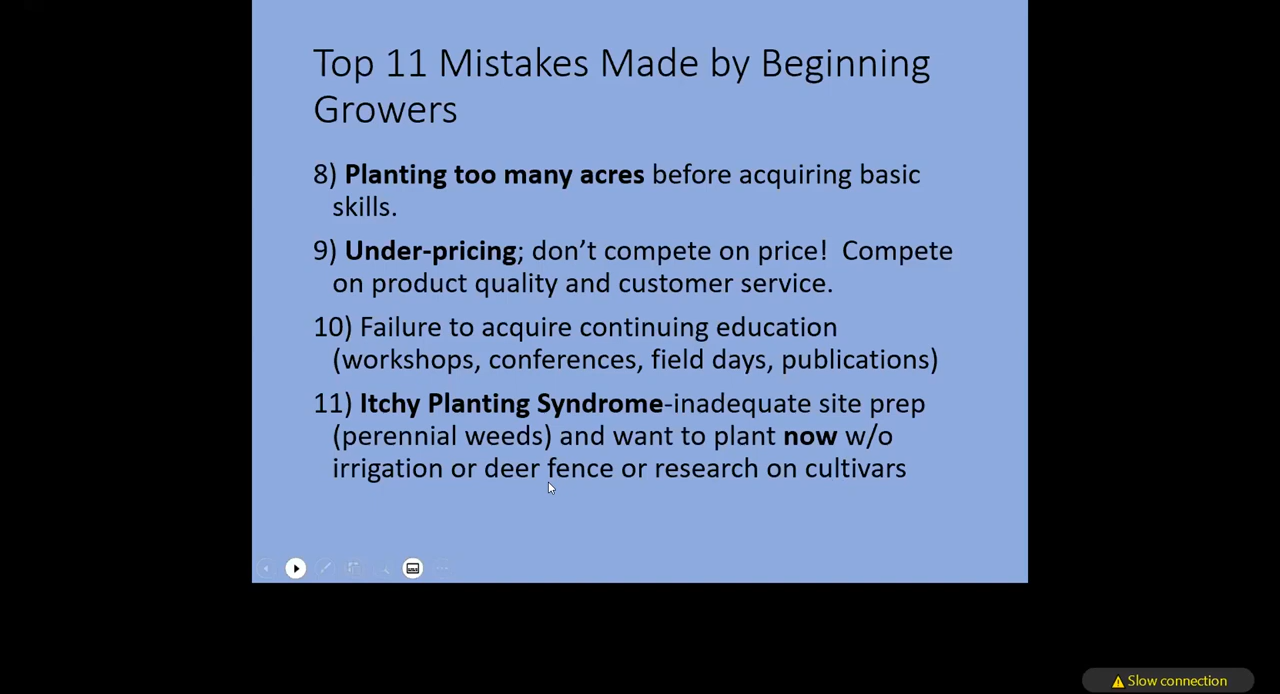 Top 11 Mistakes Made by Beginning
Growers
8) Planting too many acres before acquiring basic
skills.
9) Under-pricing; don’t compete on price!  Compete
on product quality and customer service.
10) Failure to acquire continuing education
(workshops, conferences, field days, publications)
11) Itchy Planting Syndrome-inadequate site prep
(perennial weeds) and want to plant now w/o
irrigation or deer fence or research on cultivars
Slow connection